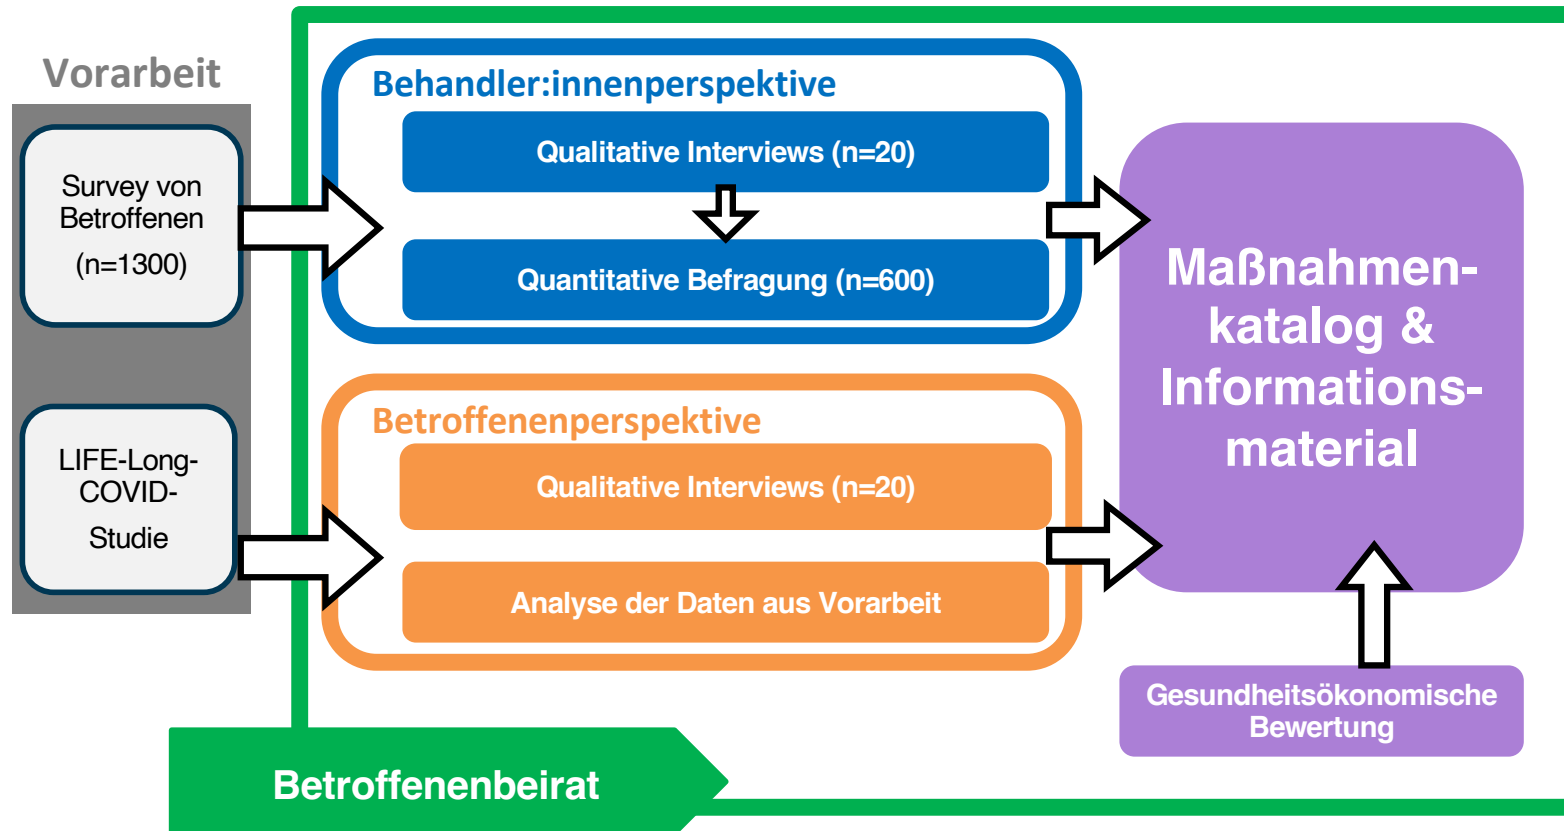 Vorarbeit
Survey von
Betroffenen
(n=1300)
LIFE-Long-
COVID-
Studie
Behandler:innenperspektive
Qualitative Interviews (n=20)
Quantitative Befragung (n=600)
Betroffenenperspektive
Qualitative Interviews (n=20)
Analyse der Daten aus Vorarbeit
Maßnahmen-
katalog &
Informations-
material
Gesundheitsökonomische
Bewertung
Betroffenenbeirat